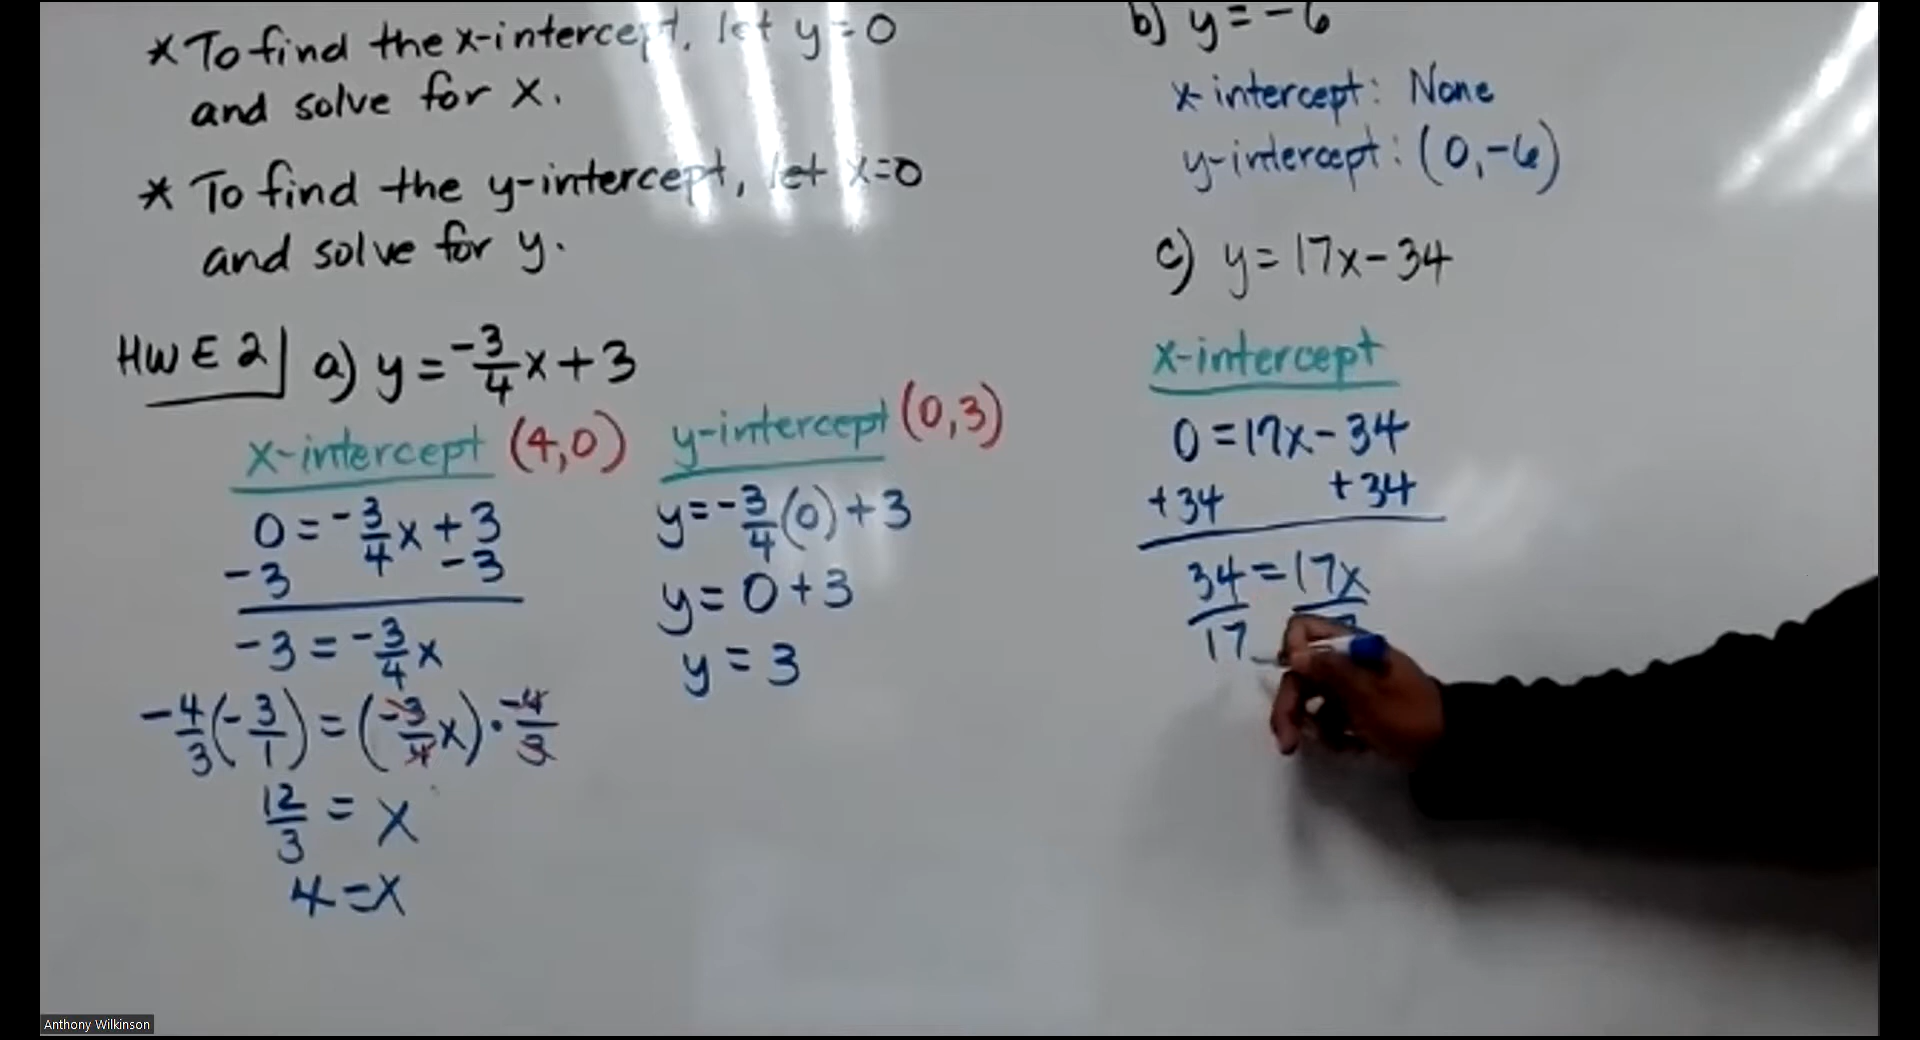 * To find the x-intercept, let y=0
and solve for x.
* To find the y-intercept, let x=0
and solve for y.
HWE 2] a) y = -3/4 x + 3
x-intercept (4,0)
0 = -3/4 x + 3
-3 -3
-3 = -3/4 x
-4/3 (-3/1) = (-3/4 x) · -4/3
12/3 = x
4 = x
y-intercept (0,3)
y = -3/4 (0) + 3
y = 0 + 3
y = 3
b) y = -6
x-intercept: None
y-intercept: (0,-6)
c) y = 17x - 34
x-intercept
0 = 17x - 34
+34 +34
34 = 17x
17
Anthony Wilkinson